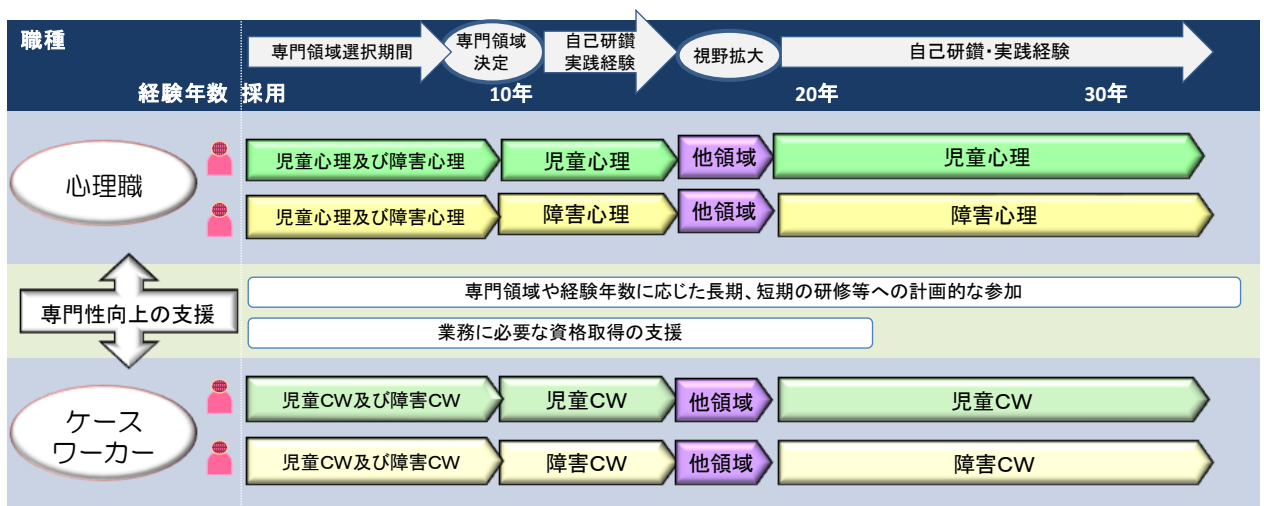 職種
専門領域選択期間
専門領域
決定
自己研鑽
実践経験
視野拡大
自己研鑽・実践経験
経験年数
採用
10年
20年
30年
心理職
児童心理及び障害心理
児童心理
他領域
児童心理
児童心理及び障害心理
障害心理
他領域
障害心理
専門性向上の支援
専門領域や経験年数に応じた長期、短期の研修等への計画的な参加
業務に必要な資格取得の支援
ケース
ワーカー
児童CW及び障害CW
児童CW
他領域
児童CW
児童CW及び障害CW
障害CW
他領域
障害CW